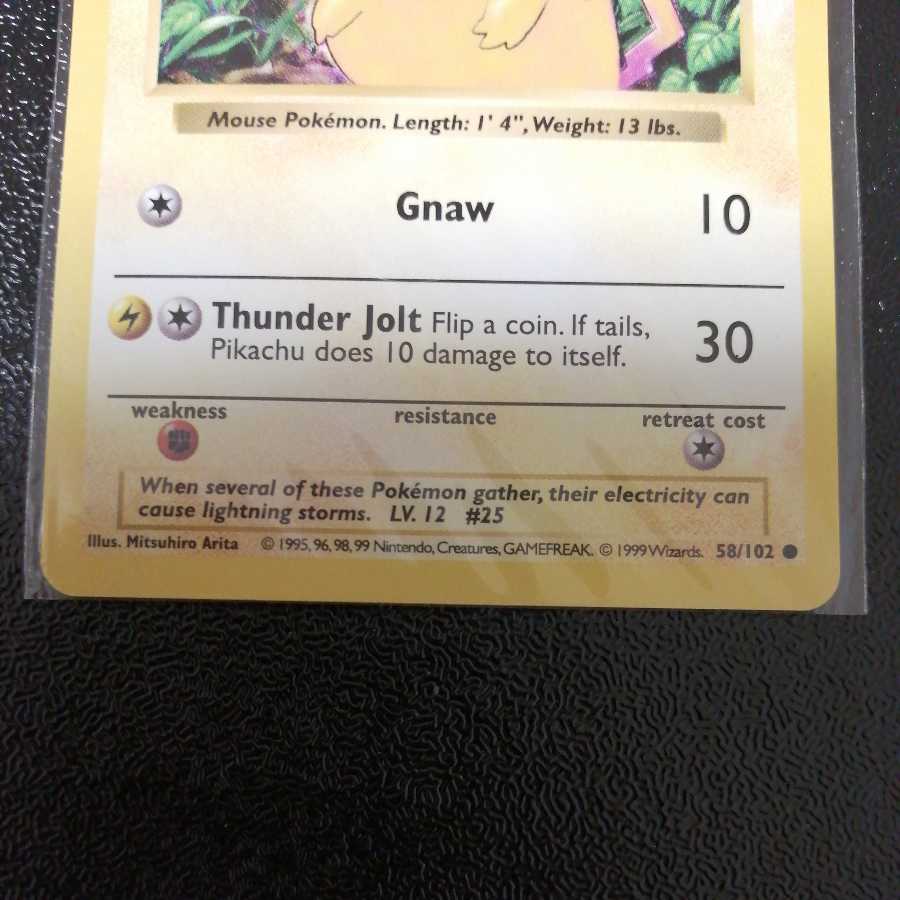 Mouse Pokémon. Length: 1' 4", Weight: 13 lbs.
Gnaw 10
Thunder Jolt Flip a coin. If tails, 30
Pikachu does 10 damage to itself.
weakness resistance retreat cost
When several of these Pokémon gather, their electricity can
cause lightning storms. LV. 12 #25
Illus. Mitsuhiro Arita © 1995, 96, 98, 99 Nintendo, Creatures, GAMEFREAK. © 1999 Wizards. 58/102